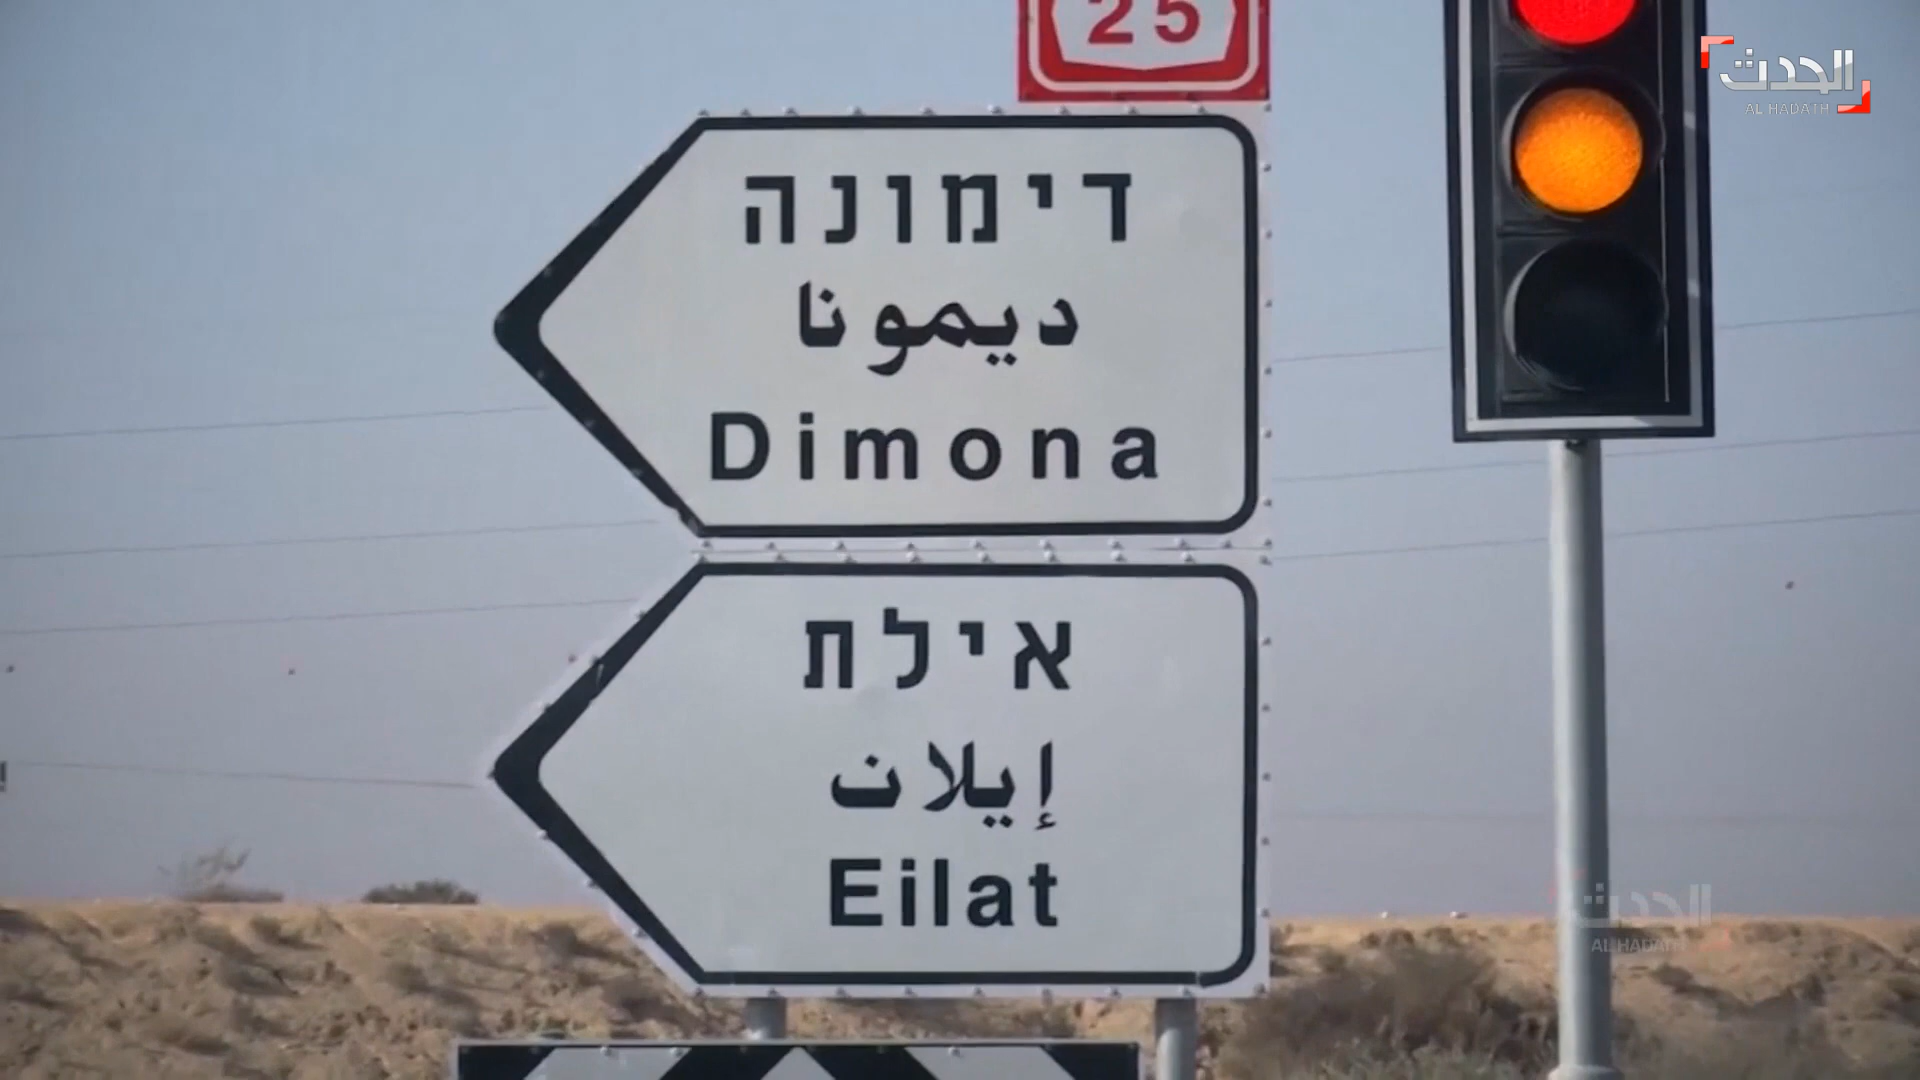 25
الحدث
AL HADATH
דימונה
ديمونا
Dimona
אילת
إيلات
Eilat
الحدث
AL HADATH